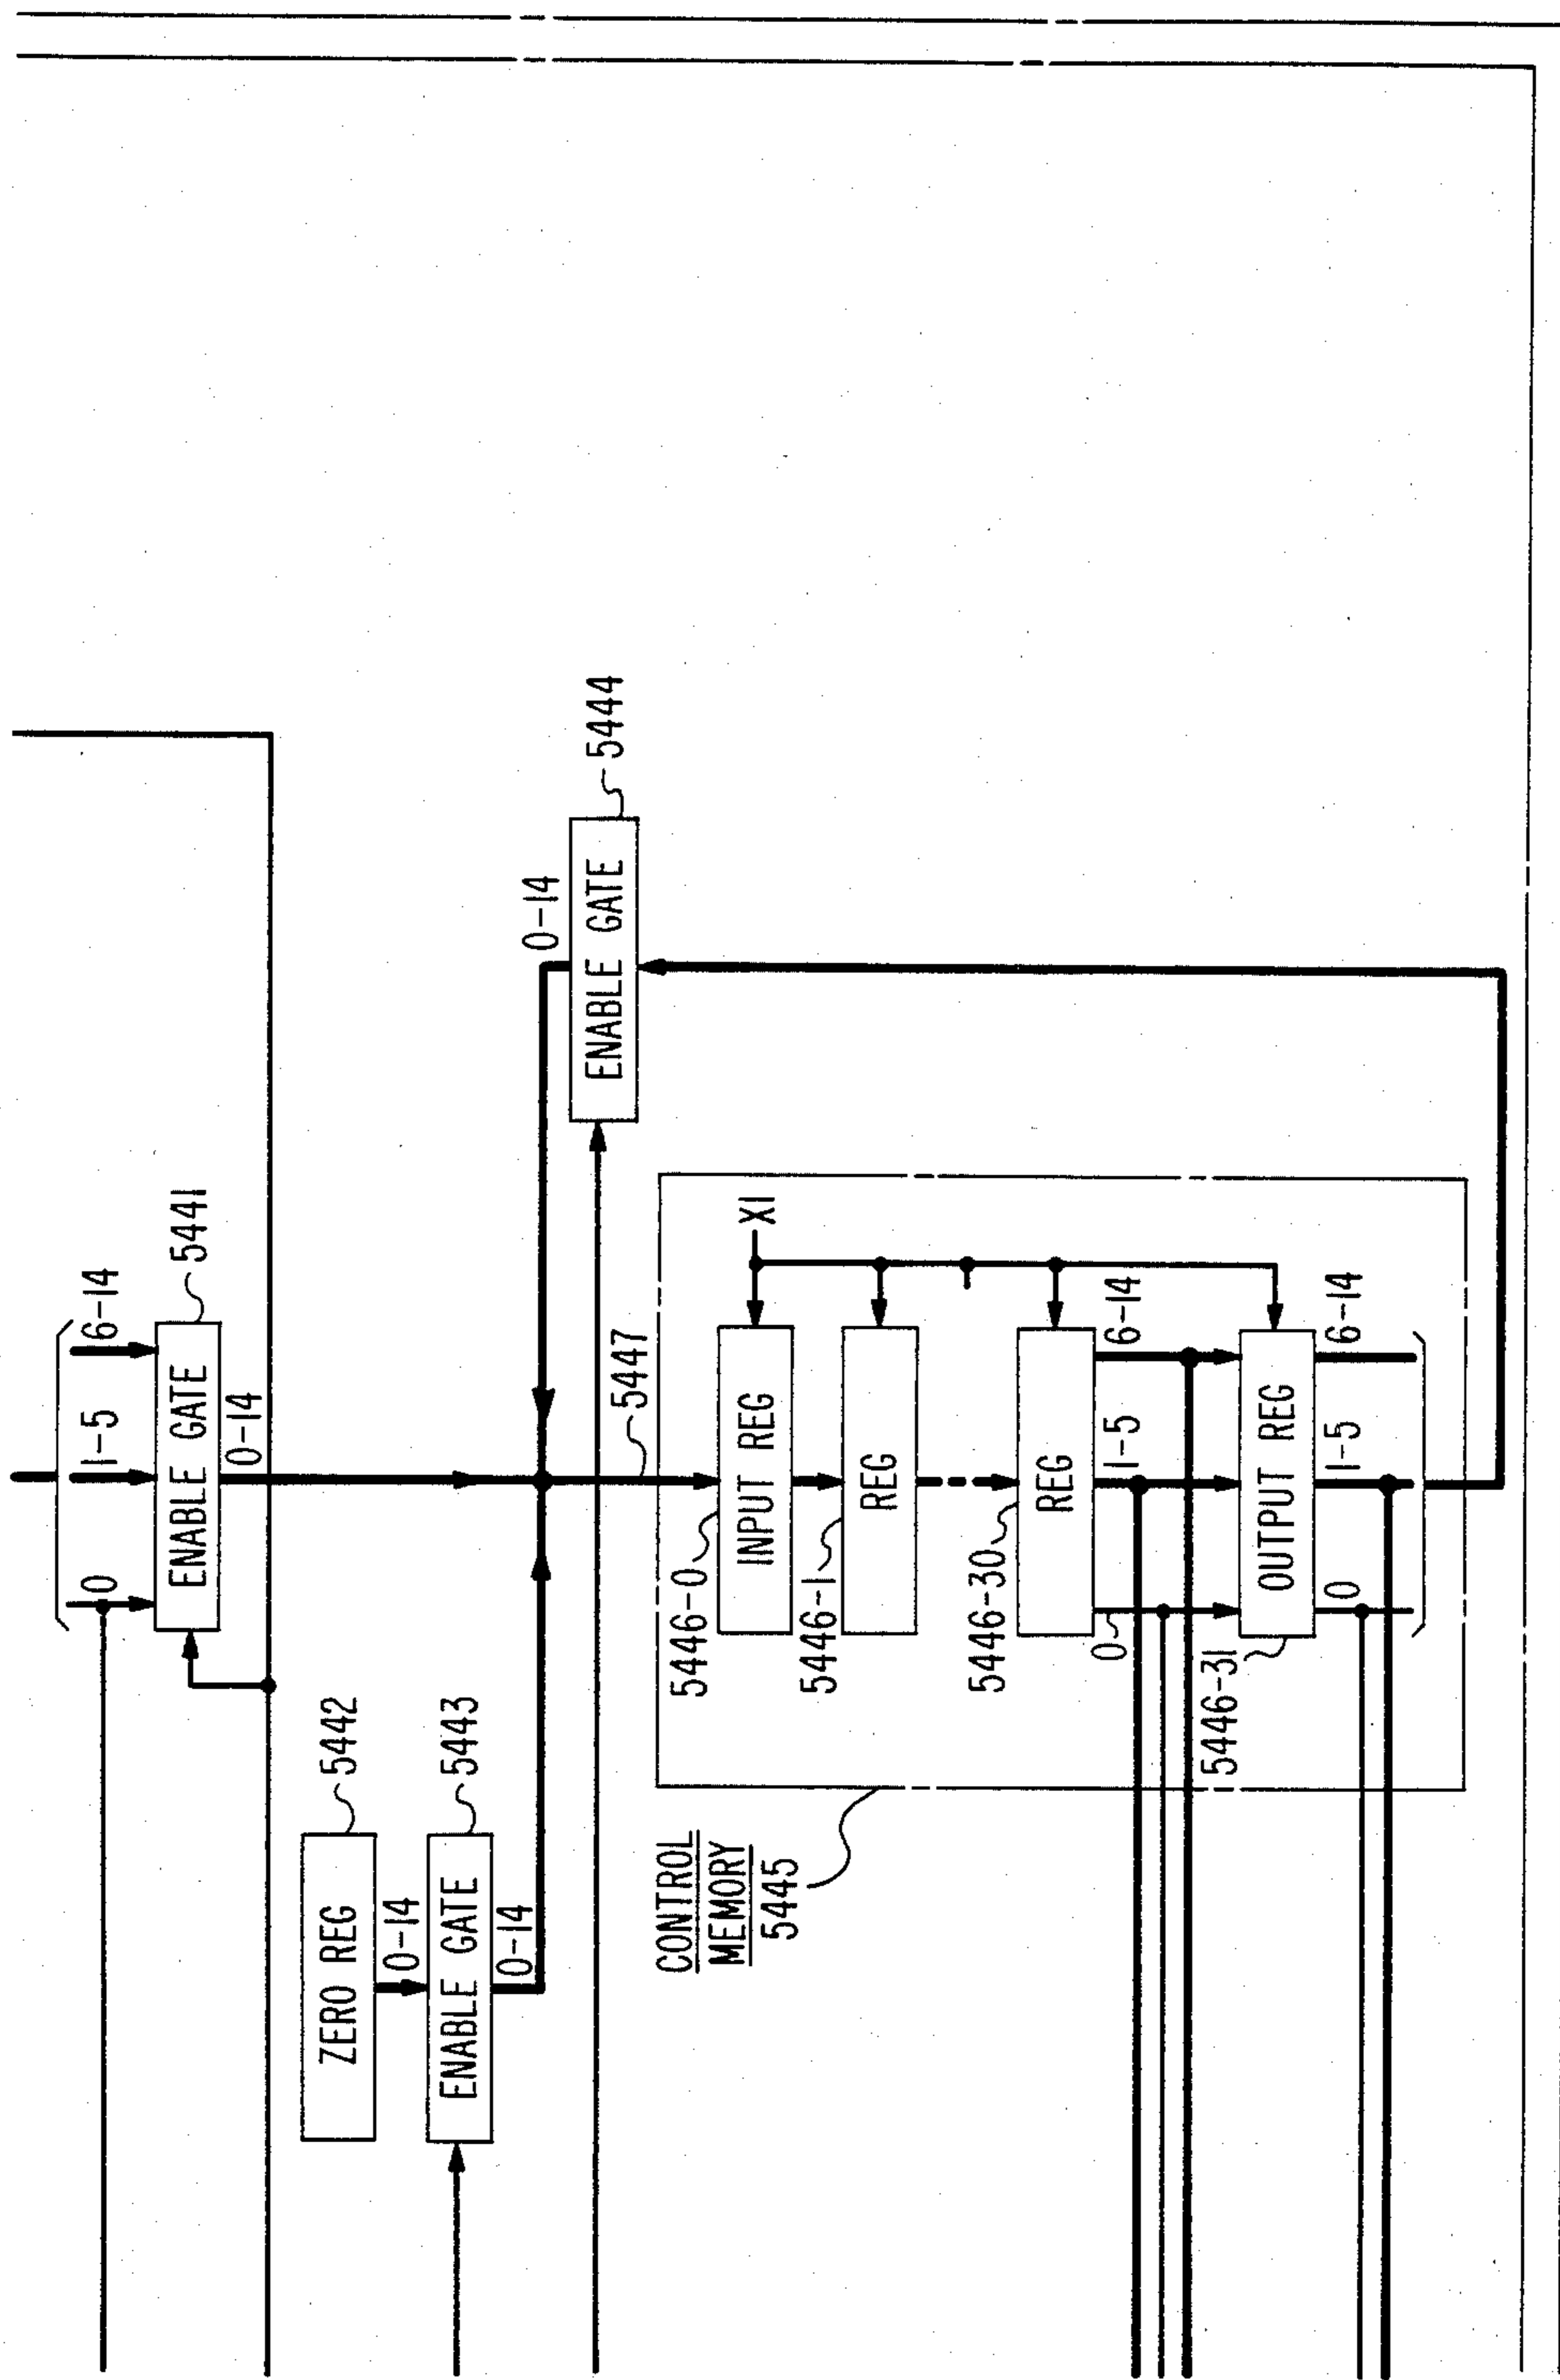 0
1-5
6-14
ENABLE GATE
5441
0-14
ZERO REG
5442
0-14
ENABLE GATE
5443
0-14
0-14
ENABLE GATE
5444
5447
CONTROL
MEMORY
5445
5446-0
INPUT REG
X1
5446-1
REG
5446-30
REG
0
1-5
6-14
5446-31
OUTPUT REG
0
1-5
6-14